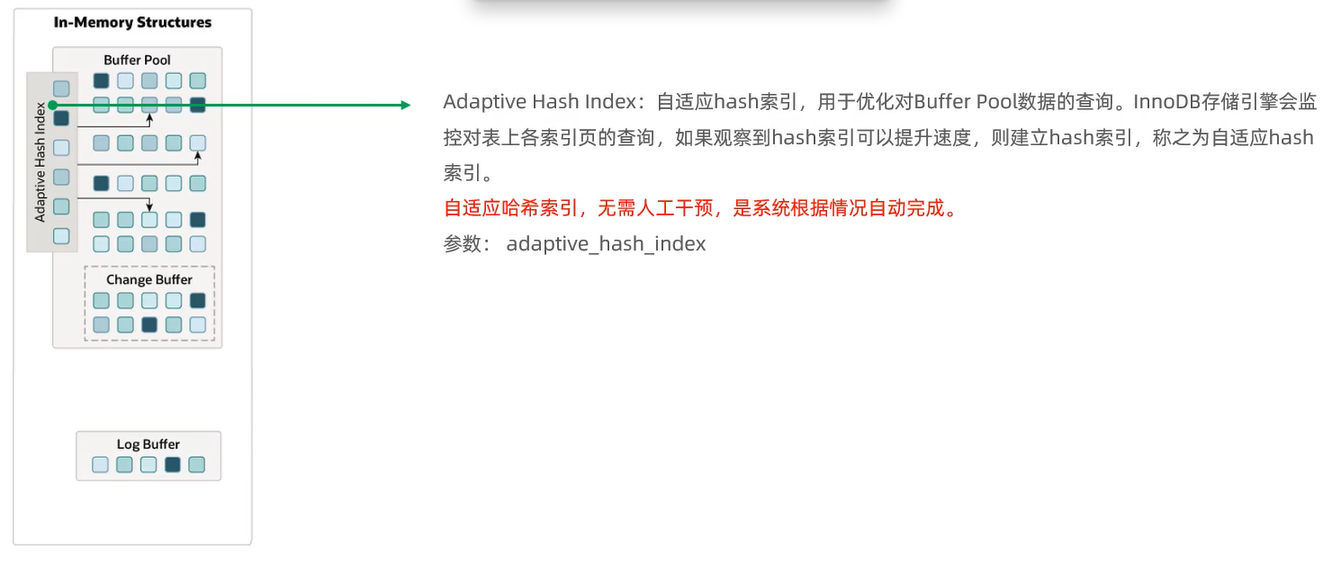 In-Memory Structures
Buffer Pool
Adaptive Hash Index
Change Buffer
Log Buffer
Adaptive Hash Index：自适应hash索引，用于优化对Buffer Pool数据的查询。InnoDB存储引擎会监
控对表上各索引页的查询，如果观察到hash索引可以提升速度，则建立hash索引，称之为自适应hash
索引。
自适应哈希索引，无需人工干预，是系统根据情况自动完成。
参数： adaptive_hash_index